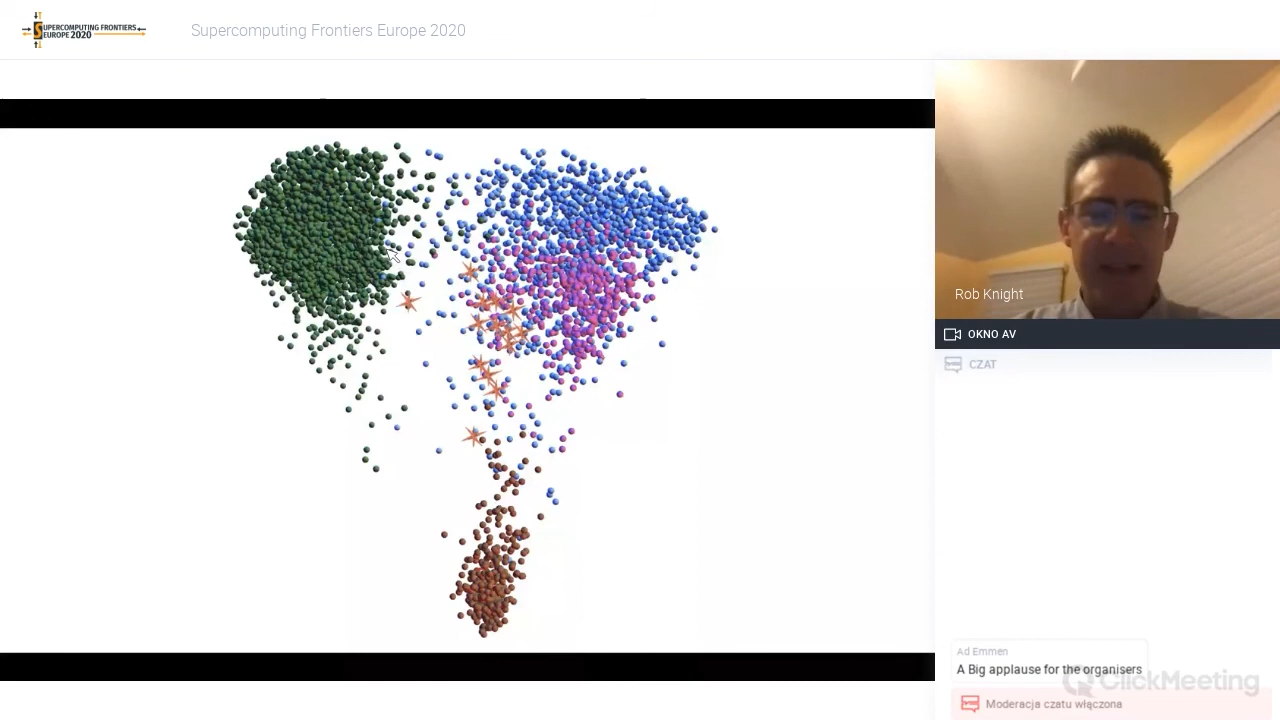 SUPERCOMPUTING FRONTIERS
EUROPE 2020
Supercomputing Frontiers Europe 2020
Rob Knight
OKNO AV
CZAT
Ad Emmen
A Big applause for the organisers
ClickMeeting
Moderacja czatu włączona